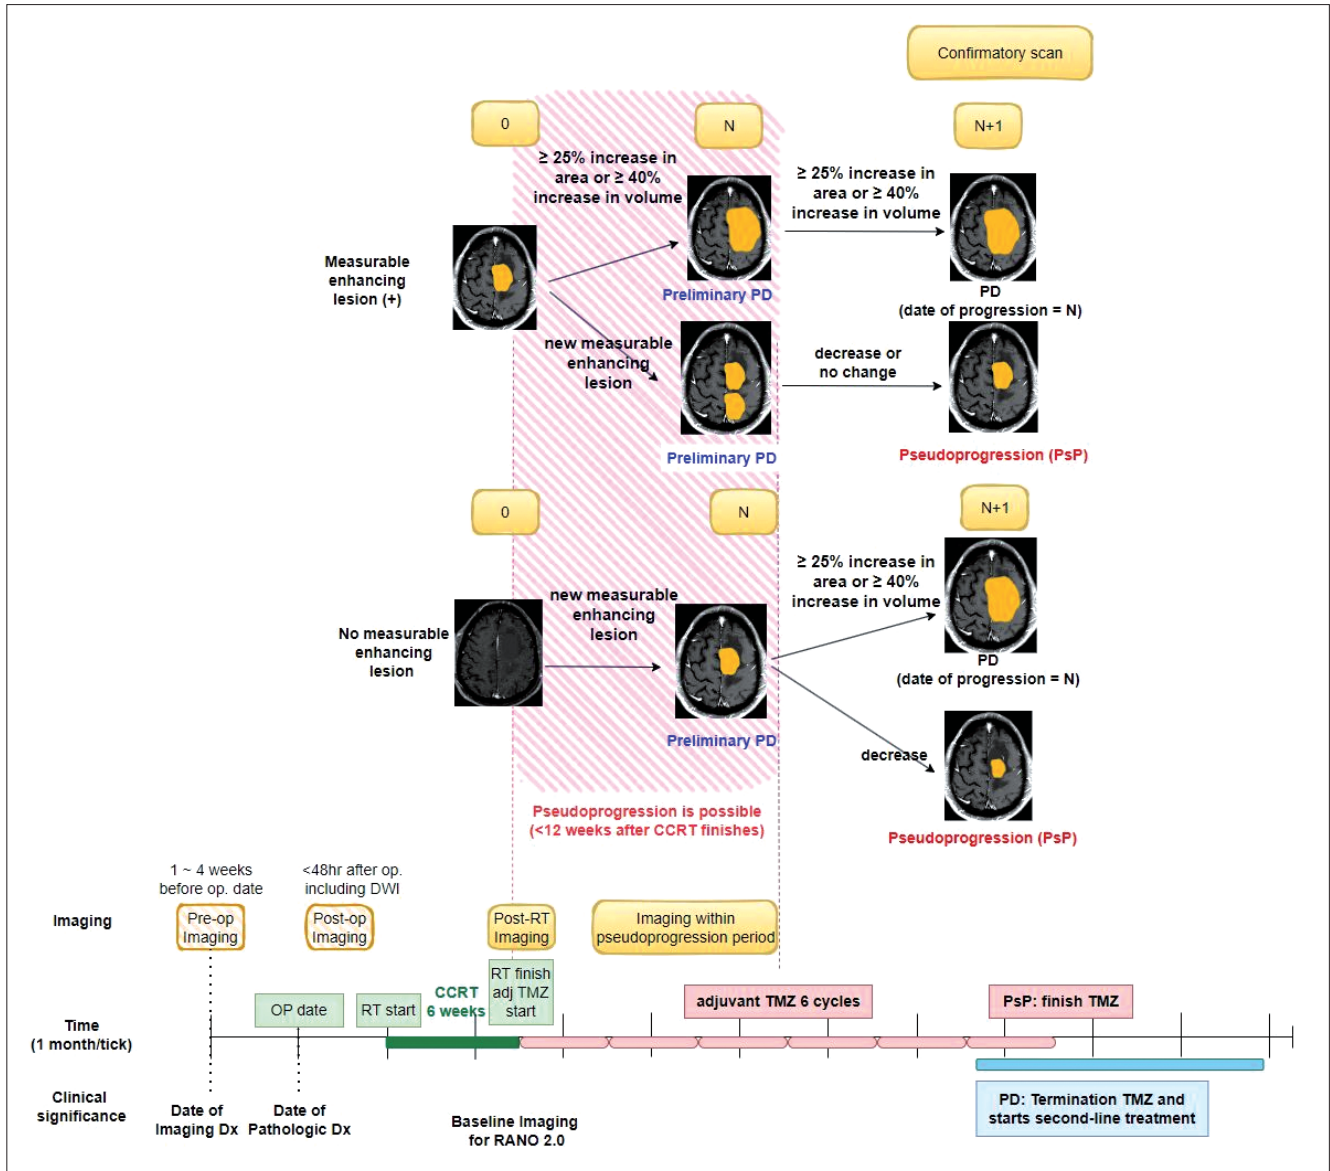 Confirmatory scan
0
N
N+1
≥ 25% increase in
area or ≥ 40%
increase in volume
≥ 25% increase in
area or ≥ 40%
increase in volume
Measurable
enhancing
lesion (+)
Preliminary PD
PD
(date of progression = N)
new measurable
enhancing
lesion
decrease or
no change
Preliminary PD
Pseudoprogression (PsP)
0
N
N+1
≥ 25% increase in
area or ≥ 40%
increase in volume
No measurable
enhancing
lesion
new measurable
enhancing
lesion
Preliminary PD
PD
(date of progression = N)
decrease
Pseudoprogression (PsP)
Pseudoprogression is possible
(<12 weeks after CCRT finishes)
1 ~ 4 weeks
before op. date
<48hr after op.
including DWI
Imaging
Pre-op
Imaging
Post-op
Imaging
Post-RT
Imaging
Imaging within
pseudoprogression period
OP date
RT start
CCRT
6 weeks
RT finish
adj TMZ
start
adjuvant TMZ 6 cycles
PsP: finish TMZ
Time
(1 month/tick)
Clinical
significance
Date of
Imaging Dx
Date of
Pathologic Dx
Baseline Imaging
for RANO 2.0
PD: Termination TMZ and
starts second-line treatment